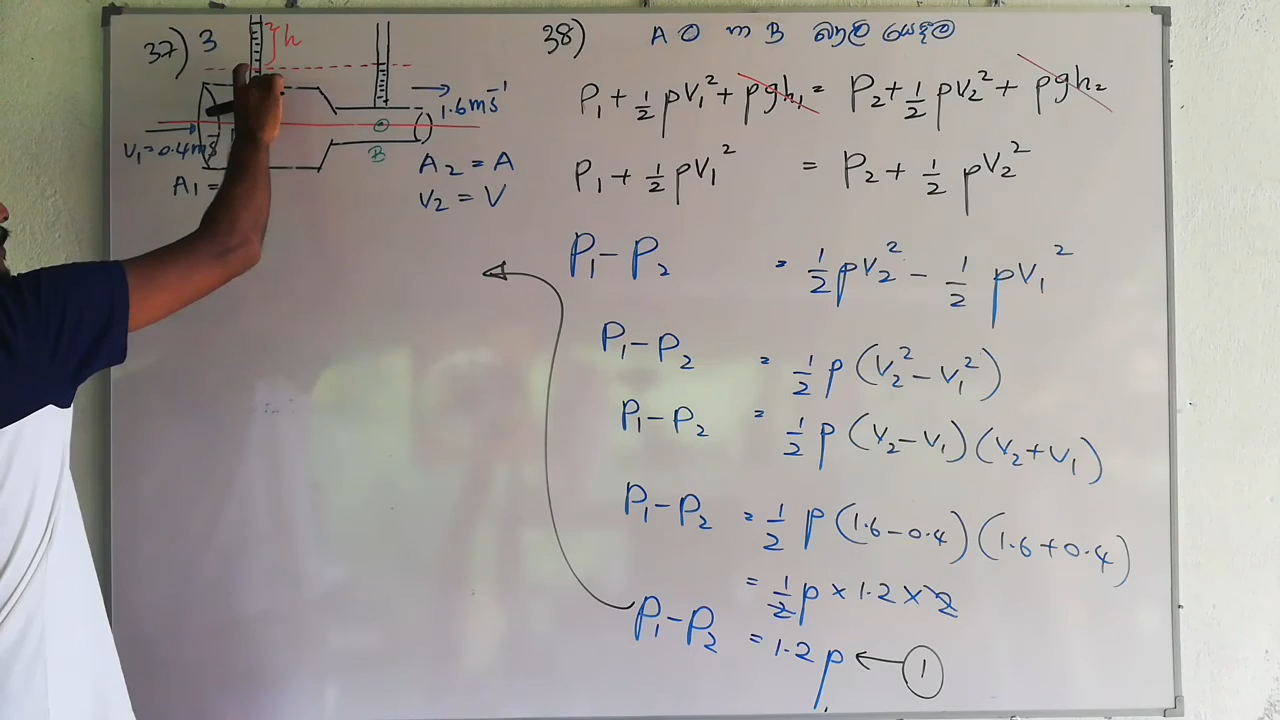 37) 3
h
1.6ms⁻¹
V₁=0.4ms
B
A₁=
A₂ = A
V₂ = V
38) A O හා B බාලි යෙදීම
P₁+½ρV₁²+ρgh₁= P₂+½ρV₂²+ρgh₂
P₁+½ρV₁² = P₂+½ρV₂²
P₁-P₂ = ½ρV₂²-½ρV₁²
P₁-P₂ = ½ρ(V₂²-V₁²)
P₁-P₂ = ½ρ(V₂-V₁)(V₂+V₁)
P₁-P₂ = ½ρ(1.6-0.4)(1.6+0.4)
= ½ρ×1.2×2
P₁-P₂ = 1.2ρ ← 1